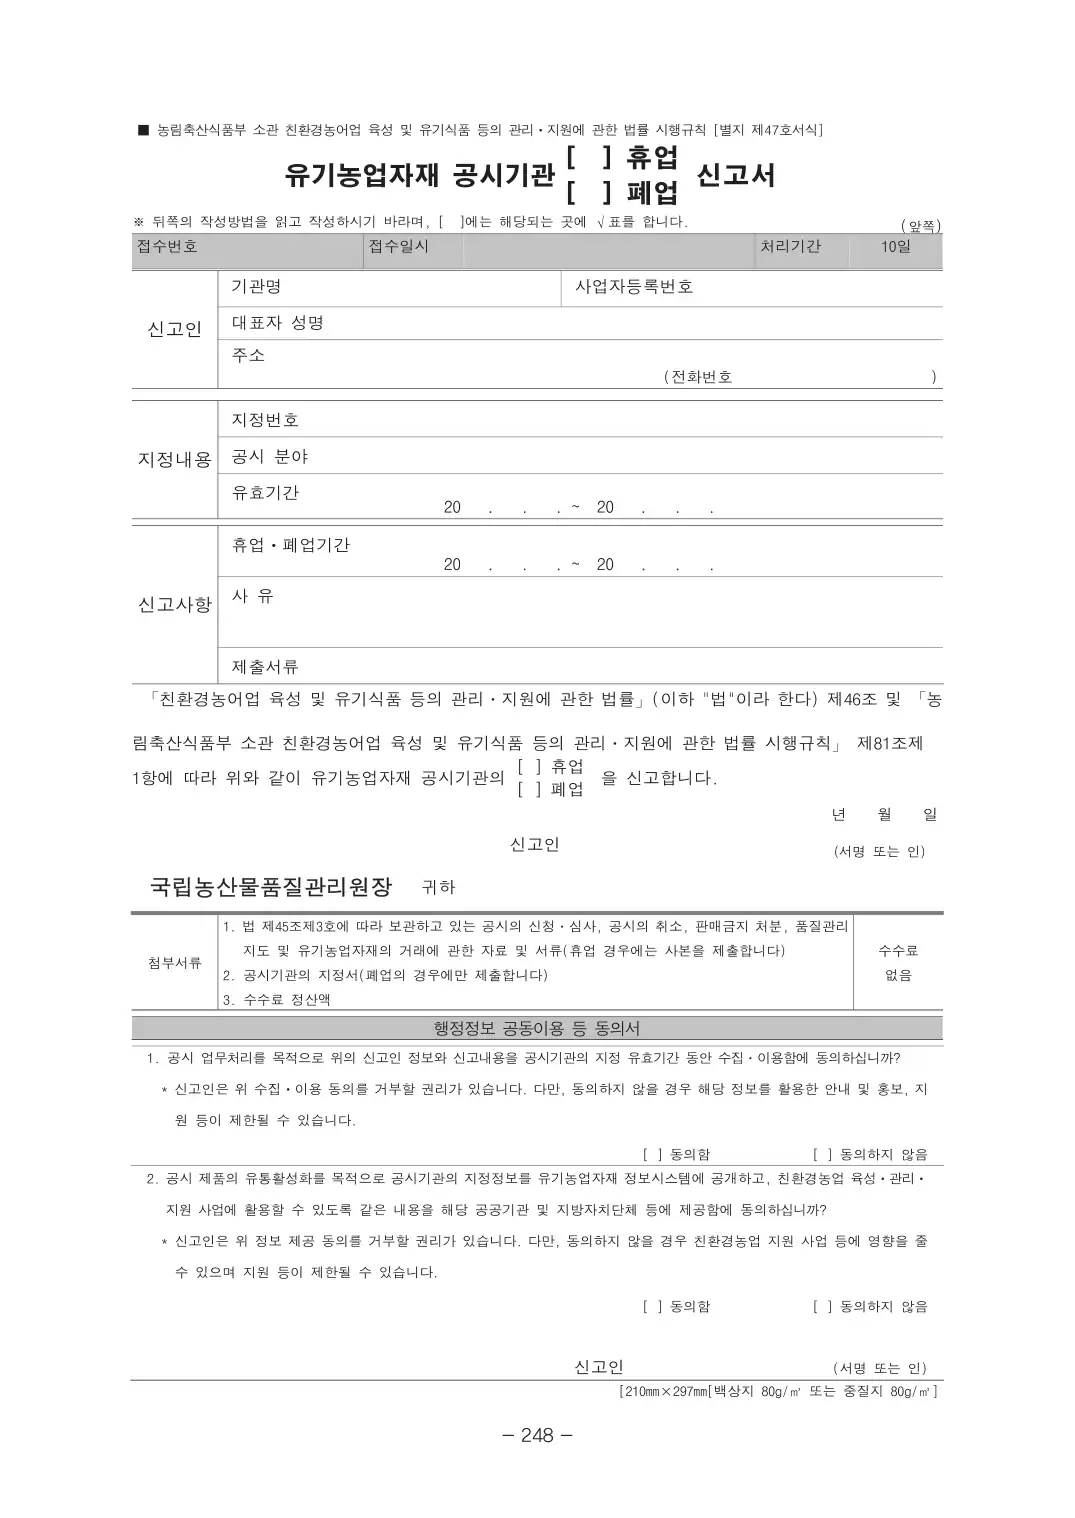 ■ 농림축산식품부 소관 친환경농어업 육성 및 유기식품 등의 관리·지원에 관한 법률 시행규칙 [별지 제47호서식]
유기농업자재 공시기관 [ ] 휴업 [ ] 폐업 신고서
※ 뒤쪽의 작성방법을 읽고 작성하시기 바라며, [ ]에는 해당되는 곳에 √표를 합니다. (앞쪽)
접수번호 접수일시 처리기간 10일
신고인
기관명 사업자등록번호
대표자 성명
주소
(전화번호 )
지정내용
지정번호
공시 분야
유효기간
20 . . . ~ 20 . . .
신고사항
휴업·폐업기간
20 . . . ~ 20 . . .
사 유
제출서류
「친환경농어업 육성 및 유기식품 등의 관리·지원에 관한 법률」(이하 "법"이라 한다) 제46조 및 「농
림축산식품부 소관 친환경농어업 육성 및 유기식품 등의 관리·지원에 관한 법률 시행규칙」 제81조제
1항에 따라 위와 같이 유기농업자재 공시기관의 [ ] 휴업 [ ] 폐업 을 신고합니다.
년 월 일
신고인 (서명 또는 인)
국립농산물품질관리원장 귀하
첨부서류
1. 법 제45조제3호에 따라 보관하고 있는 공시의 신청·심사, 공시의 취소, 판매금지 처분, 품질관리
지도 및 유기농업자재의 거래에 관한 자료 및 서류(휴업 경우에는 사본을 제출합니다)
2. 공시기관의 지정서(폐업의 경우에만 제출합니다)
3. 수수료 정산액
수수료
없음
행정정보 공동이용 등 동의서
1. 공시 업무처리를 목적으로 위의 신고인 정보와 신고내용을 공시기관의 지정 유효기간 동안 수집·이용함에 동의하십니까?
* 신고인은 위 수집·이용 동의를 거부할 권리가 있습니다. 다만, 동의하지 않을 경우 해당 정보를 활용한 안내 및 홍보, 지
원 등이 제한될 수 있습니다.
[ ] 동의함 [ ] 동의하지 않음
2. 공시 제품의 유통활성화를 목적으로 공시기관의 지정정보를 유기농업자재 정보시스템에 공개하고, 친환경농업 육성·관리·
지원 사업에 활용할 수 있도록 같은 내용을 해당 공공기관 및 지방자치단체 등에 제공함에 동의하십니까?
* 신고인은 위 정보 제공 동의를 거부할 권리가 있습니다. 다만, 동의하지 않을 경우 친환경농업 지원 사업 등에 영향을 줄
수 있으며 지원 등이 제한될 수 있습니다.
[ ] 동의함 [ ] 동의하지 않음
신고인 (서명 또는 인)
[210㎜×297㎜[백상지 80g/㎡ 또는 중질지 80g/㎡]
- 248 -